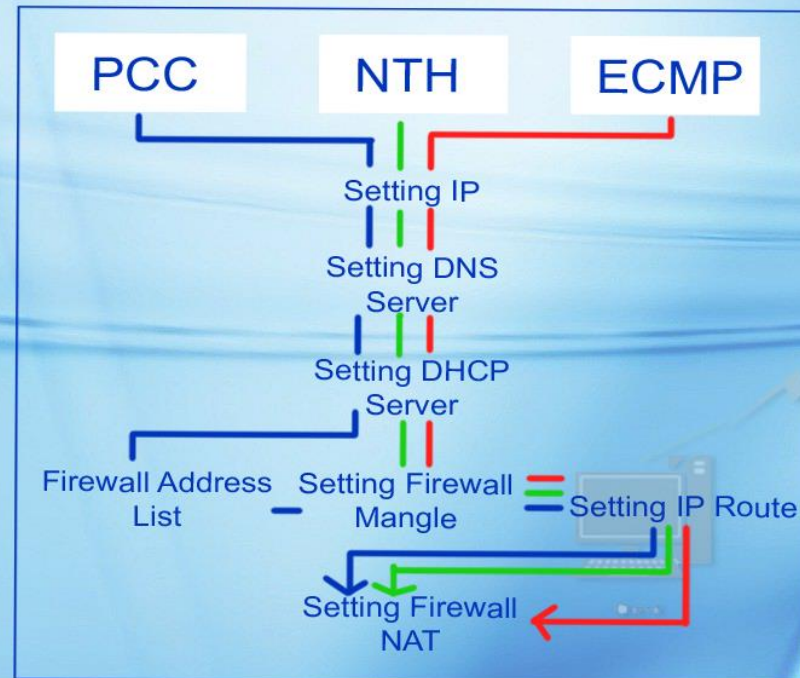 PCC
NTH
ECMP
Setting IP
Setting DNS
Server
Setting DHCP
Server
Firewall Address
List
Setting Firewall
Mangle
Setting IP Route
Setting Firewall
NAT